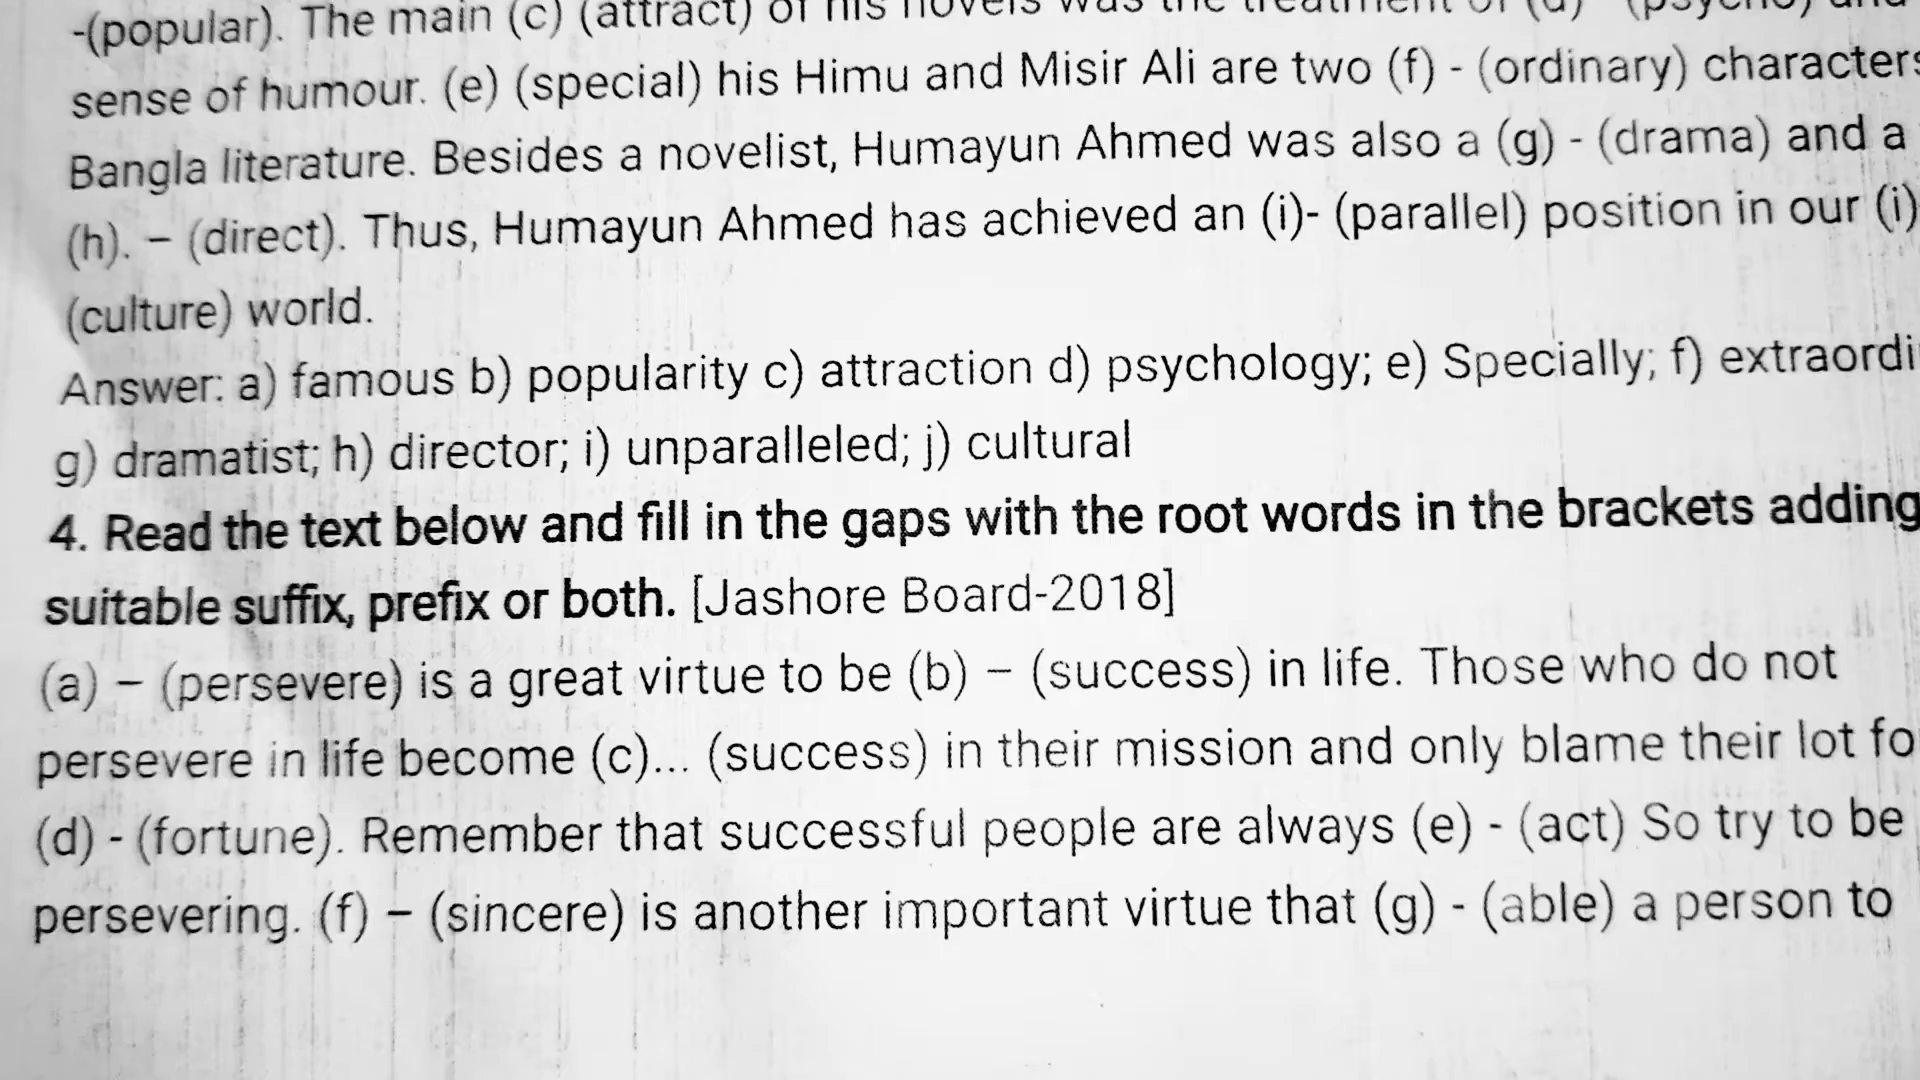 -(popular). The main (c) (attract) of his novels was the treatment of (d) (psycho) and
sense of humour. (e) (special) his Himu and Misir Ali are two (f) - (ordinary) characters
Bangla literature. Besides a novelist, Humayun Ahmed was also a (g) - (drama) and a
(h). – (direct). Thus, Humayun Ahmed has achieved an (i)- (parallel) position in our (i)
(culture) world.
Answer: a) famous b) popularity c) attraction d) psychology; e) Specially; f) extraordi
g) dramatist; h) director; i) unparalleled; j) cultural
4. Read the text below and fill in the gaps with the root words in the brackets adding
suitable suffix, prefix or both. [Jashore Board-2018]
(a) – (persevere) is a great virtue to be (b) – (success) in life. Those who do not
persevere in life become (c)... (success) in their mission and only blame their lot fo
(d) - (fortune). Remember that successful people are always (e) - (act) So try to be
persevering. (f) – (sincere) is another important virtue that (g) - (able) a person to